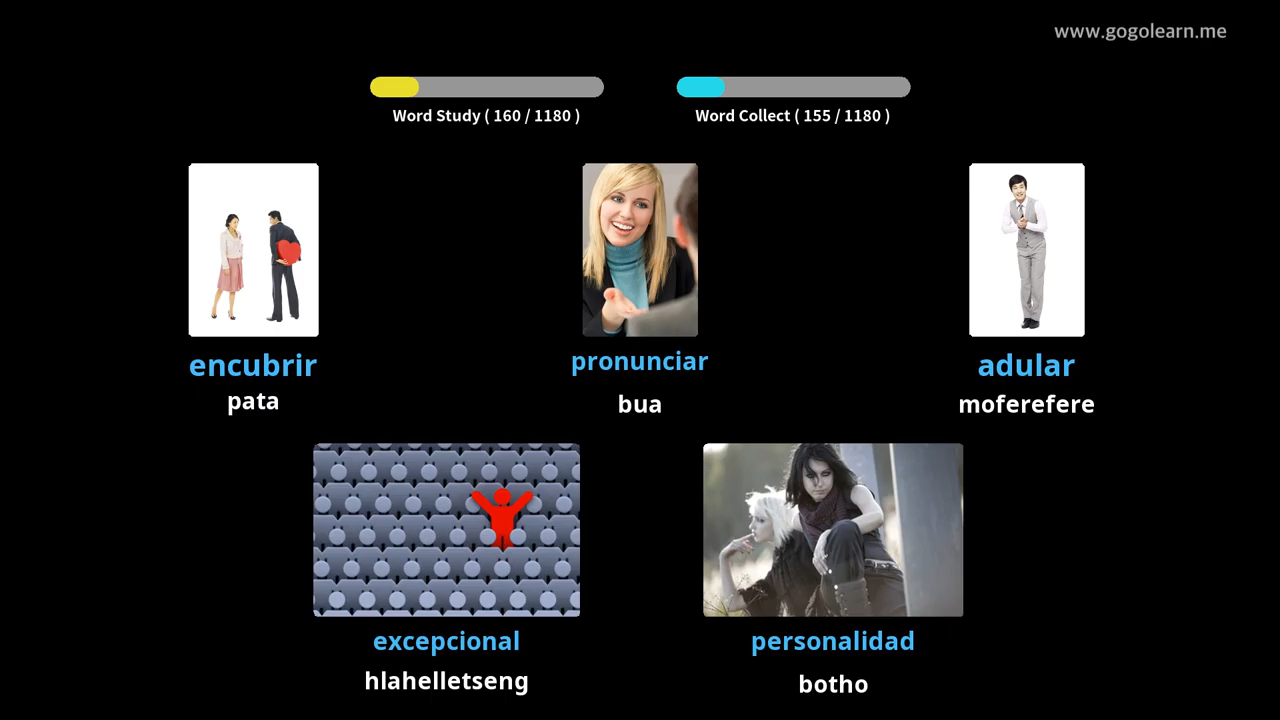 www.gogolearn.me
Word Study ( 160 / 1180 )
Word Collect ( 155 / 1180 )
encubrir
pata
pronunciar
bua
adular
moferefere
excepcional
hlahelletseng
personalidad
botho